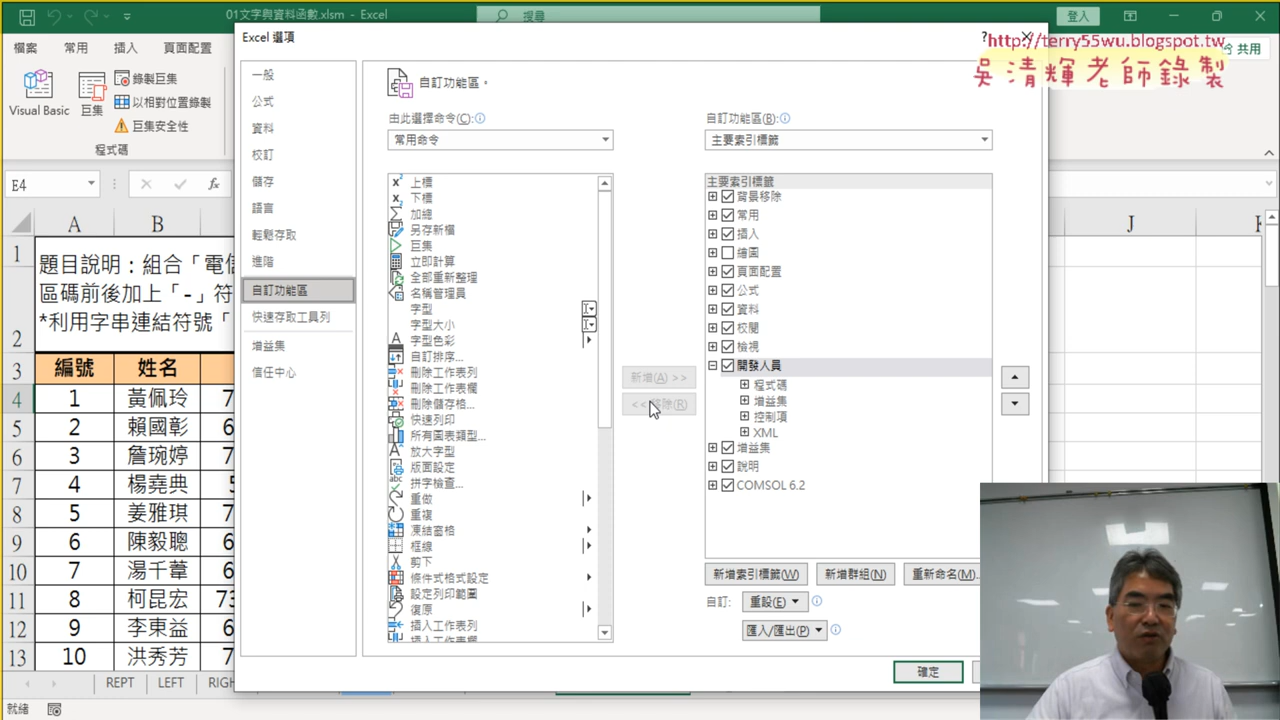 01文字與資料函數.xlsm - Excel
搜尋
登入
檔案
常用
插入
頁面配置
共用
http://terry55wu.blogspot.tw
吳清輝老師錄製
Visual Basic
巨集
錄製巨集
以相對位置錄製
巨集安全性
程式碼
E4
fx
A
B
J
1
2
3
4
5
6
7
8
9
10
11
12
13
題目說明：組合「電信
區碼前後加上「-」符
*利用字串連結符號「
編號
姓名
1
黃佩玲
7
2
賴國彰
6
3
詹琬婷
7
4
楊堯典
5
5
姜雅琪
7
6
陳毅聰
6
7
湯千葦
6
8
柯昆宏
73
9
李東益
6
10
洪秀芳
7
REPT
LEFT
RIGH
就緒
Excel 選項
?
一般
公式
資料
校訂
儲存
語言
輕鬆存取
進階
自訂功能區
快速存取工具列
增益集
信任中心
自訂功能區。
由此選擇命令(C):
常用命令
上標
下標
加總
另存新檔
巨集
立即計算
全部重新整理
名稱管理員
字型
字型大小
字型色彩
自訂排序...
刪除工作表列
刪除工作表欄
刪除儲存格...
快速列印
所有圖表類型...
放大字型
版面設定
拼字檢查...
重做
重複
凍結窗格
框線
剪下
條件式格式設定
設定列印範圍
復原
插入工作表列
插入工作表欄
新增(A) >>
<< 移除(R)
自訂功能區(B):
主要索引標籤
主要索引標籤
背景移除
常用
插入
繪圖
頁面配置
公式
資料
校閱
檢視
開發人員
程式碼
增益集
控制項
XML
增益集
說明
COMSOL 6.2
新增索引標籤(W)
新增群組(N)
重新命名(M)...
自訂:
重設(E)
匯入/匯出(P)
確定